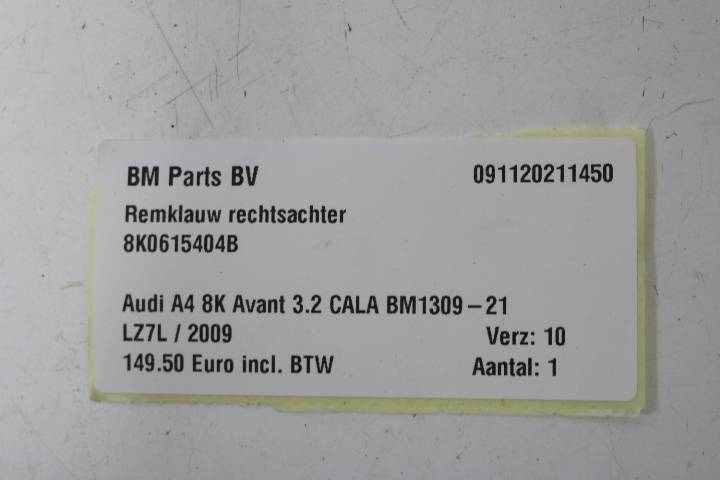 BM Parts BV 091120211450
Remklauw rechtsachter
8K0615404B
Audi A4 8K Avant 3.2 CALA BM1309-21
LZ7L / 2009 Verz: 10
149.50 Euro incl. BTW Aantal: 1